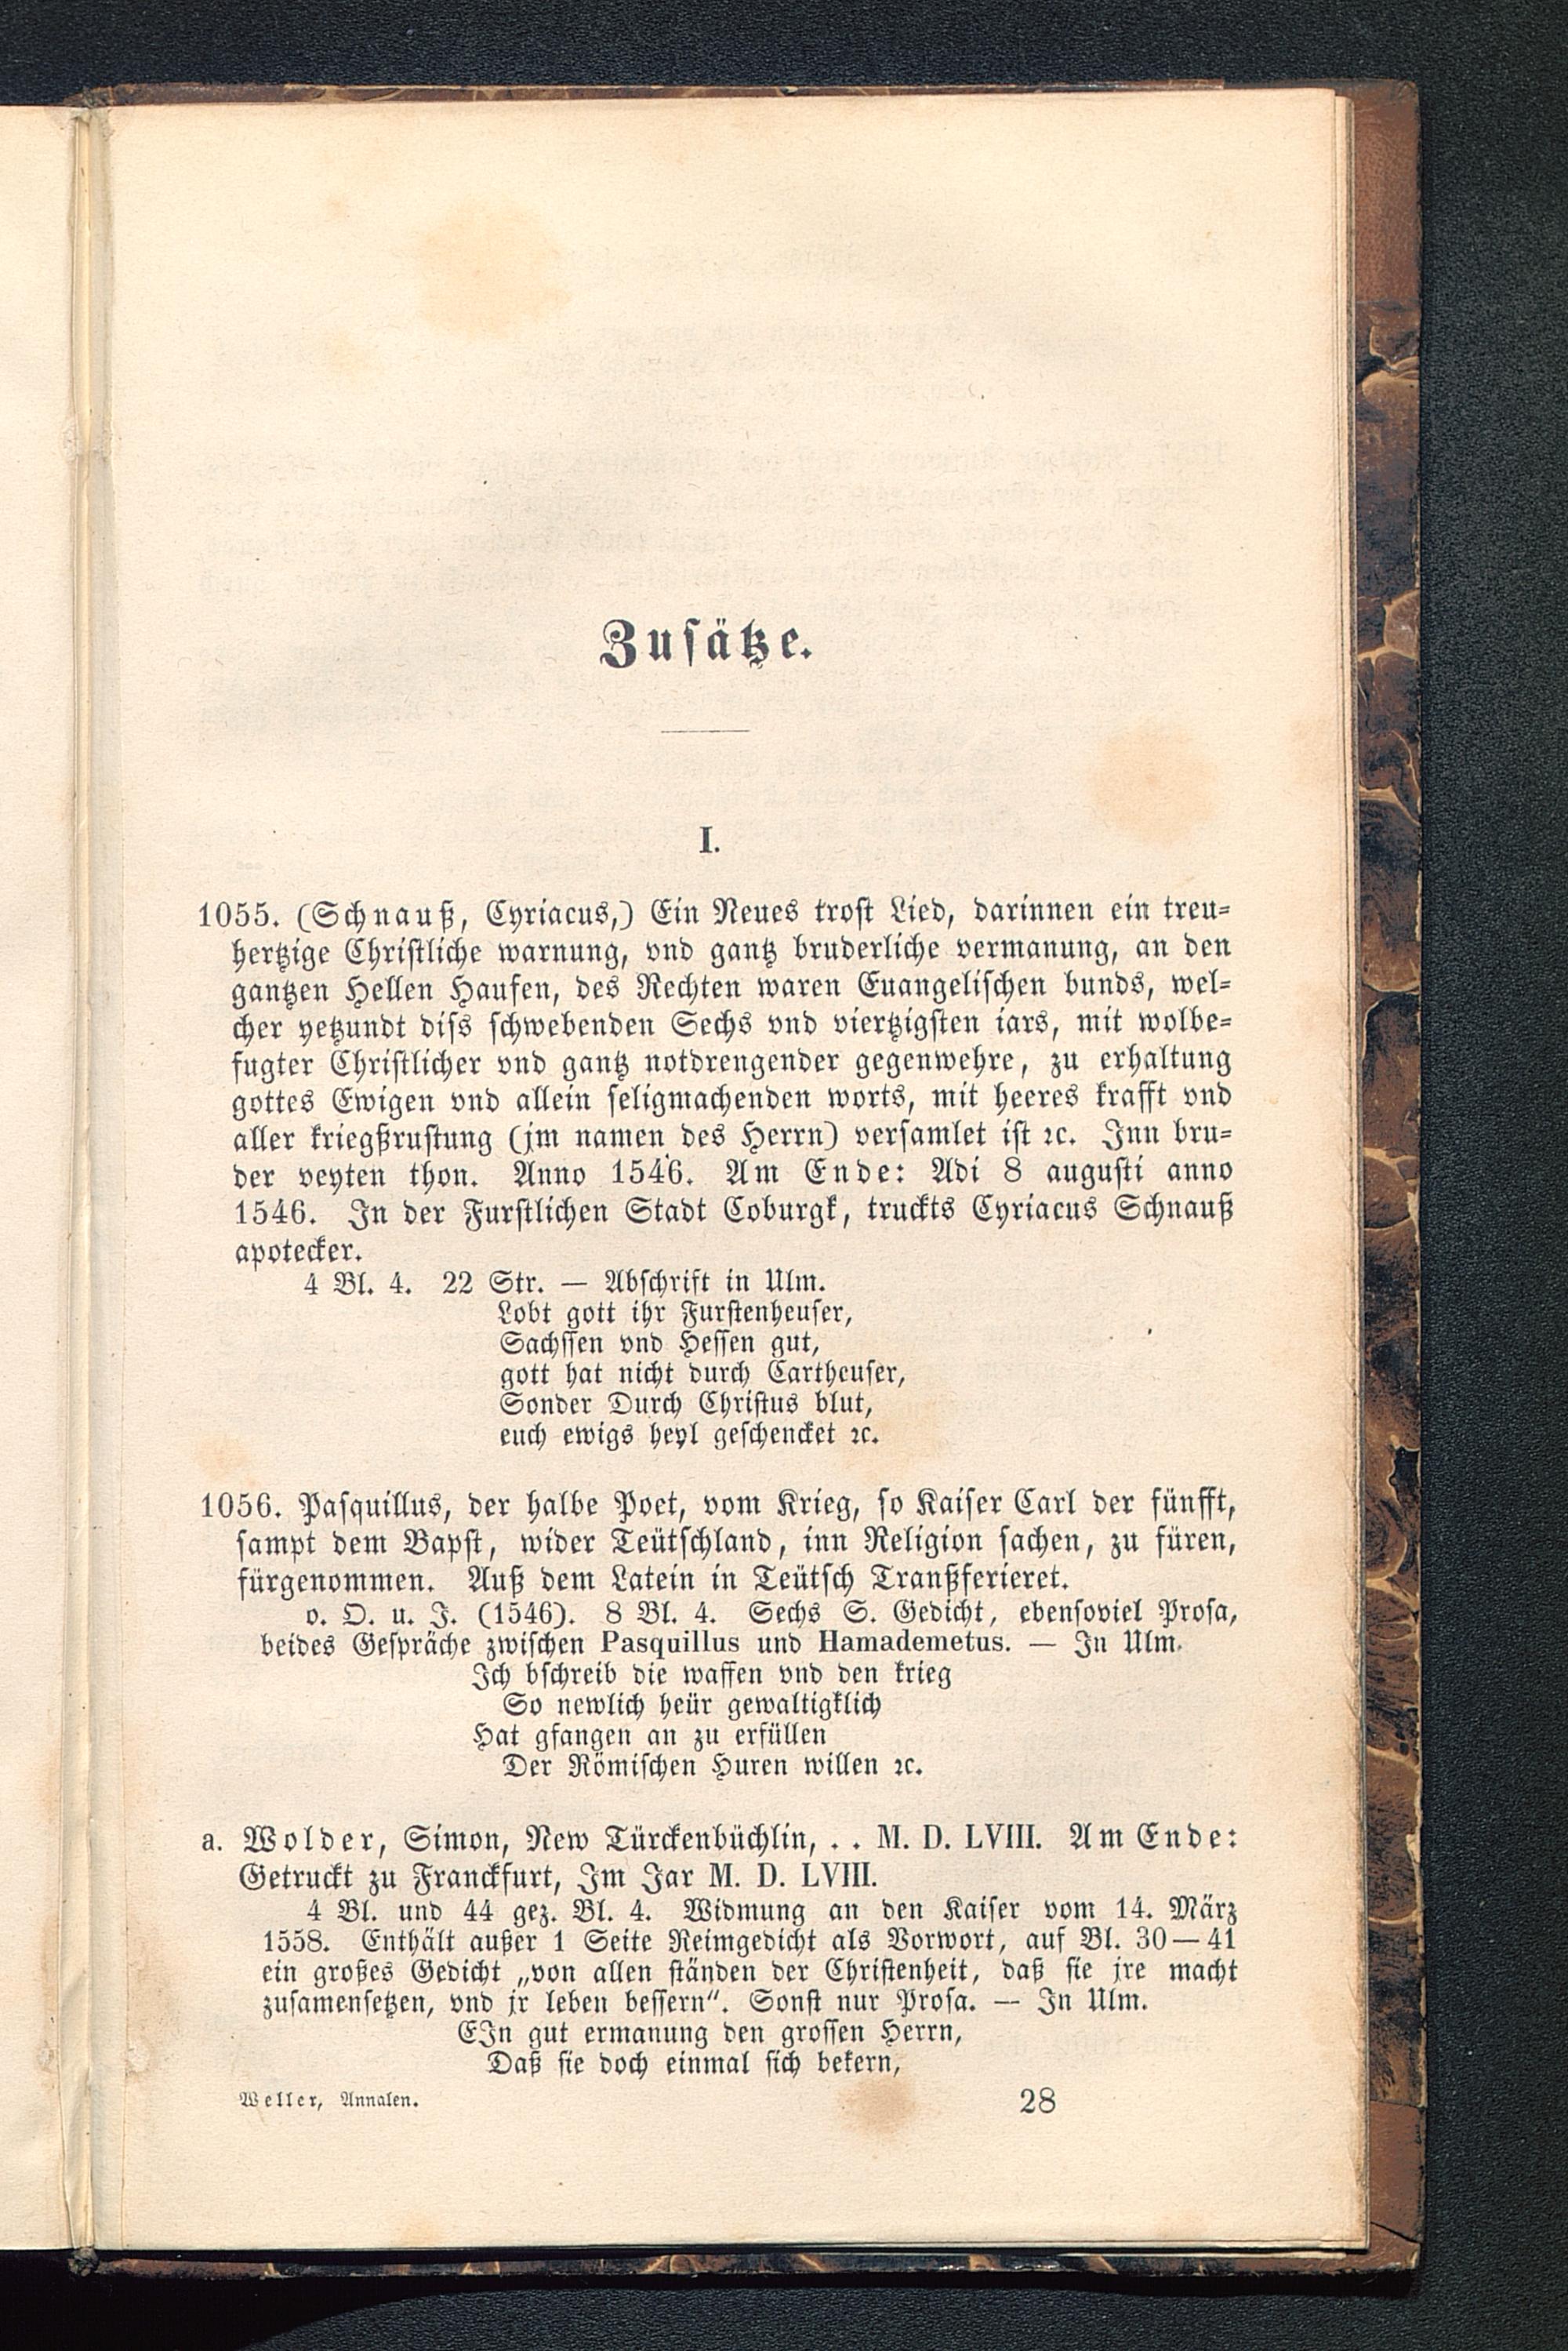 Zusätze.
I.
1055. (Schnauß, Cyriacus,) Ein Neues trost Lied, darinnen ein treu-
hertzige Christliche warnung, vnd gantz bruderliche vermanung, an den
gantzen Hellen Haufen, des Rechten waren Euangelischen bunds, wel-
cher yetzundt diss schwebenden Sechs vnd viertzigsten iars, mit wolbe-
fugter Christlicher vnd gantz notdrengender gegenwehre, zu erhaltung
gottes Ewigen vnd allein seligmachenden worts, mit heeres krafft vnd
aller kriegßrustung (jm namen des Herrn) versamlet ist ꝛc. Inn bru-
der veyten thon. Anno 1546. Am Ende: Adi 8 augusti anno
1546. In der Furstlichen Stadt Coburgk, truckts Cyriacus Schnauß
apotecker.
4 Bl. 4. 22 Str. — Abschrift in Ulm.
Lobt gott ihr Furstenheuser,
Sachssen vnd Hessen gut,
gott hat nicht durch Cartheuser,
Sonder Durch Christus blut,
euch ewigs heyl geschencket ꝛc.
1056. Pasquillus, der halbe Poet, vom Krieg, so Kaiser Carl der fünfft,
sampt dem Bapst, wider Teütschland, inn Religion sachen, zu füren,
fürgenommen. Auß dem Latein in Teütsch Tranßferieret.
o. O. u. J. (1546). 8 Bl. 4. Sechs S. Gedicht, ebensoviel Prosa,
beides Gespräche zwischen Pasquillus und Hamademetus. — In Ulm.
Ich bschreib die waffen vnd den krieg
So newlich heür gewaltigklich
Hat gfangen an zu erfüllen
Der Römischen Huren willen ꝛc.
a. Wolder, Simon, New Türckenbüchlin, . . M. D. LVIII. Am Ende:
Getruckt zu Franckfurt, Im Jar M. D. LVIII.
4 Bl. und 44 gez. Bl. 4. Widmung an den Kaiser vom 14. März
1558. Enthält außer 1 Seite Reimgedicht als Vorwort, auf Bl. 30—41
ein großes Gedicht „von allen ständen der Christenheit, daß sie jre macht
zusamensetzen, vnd jr leben bessern“. Sonst nur Prosa. — In Ulm.
EIn gut ermanung den grossen Herrn,
Daß sie doch einmal sich bekern,
Weller, Annalen. 28